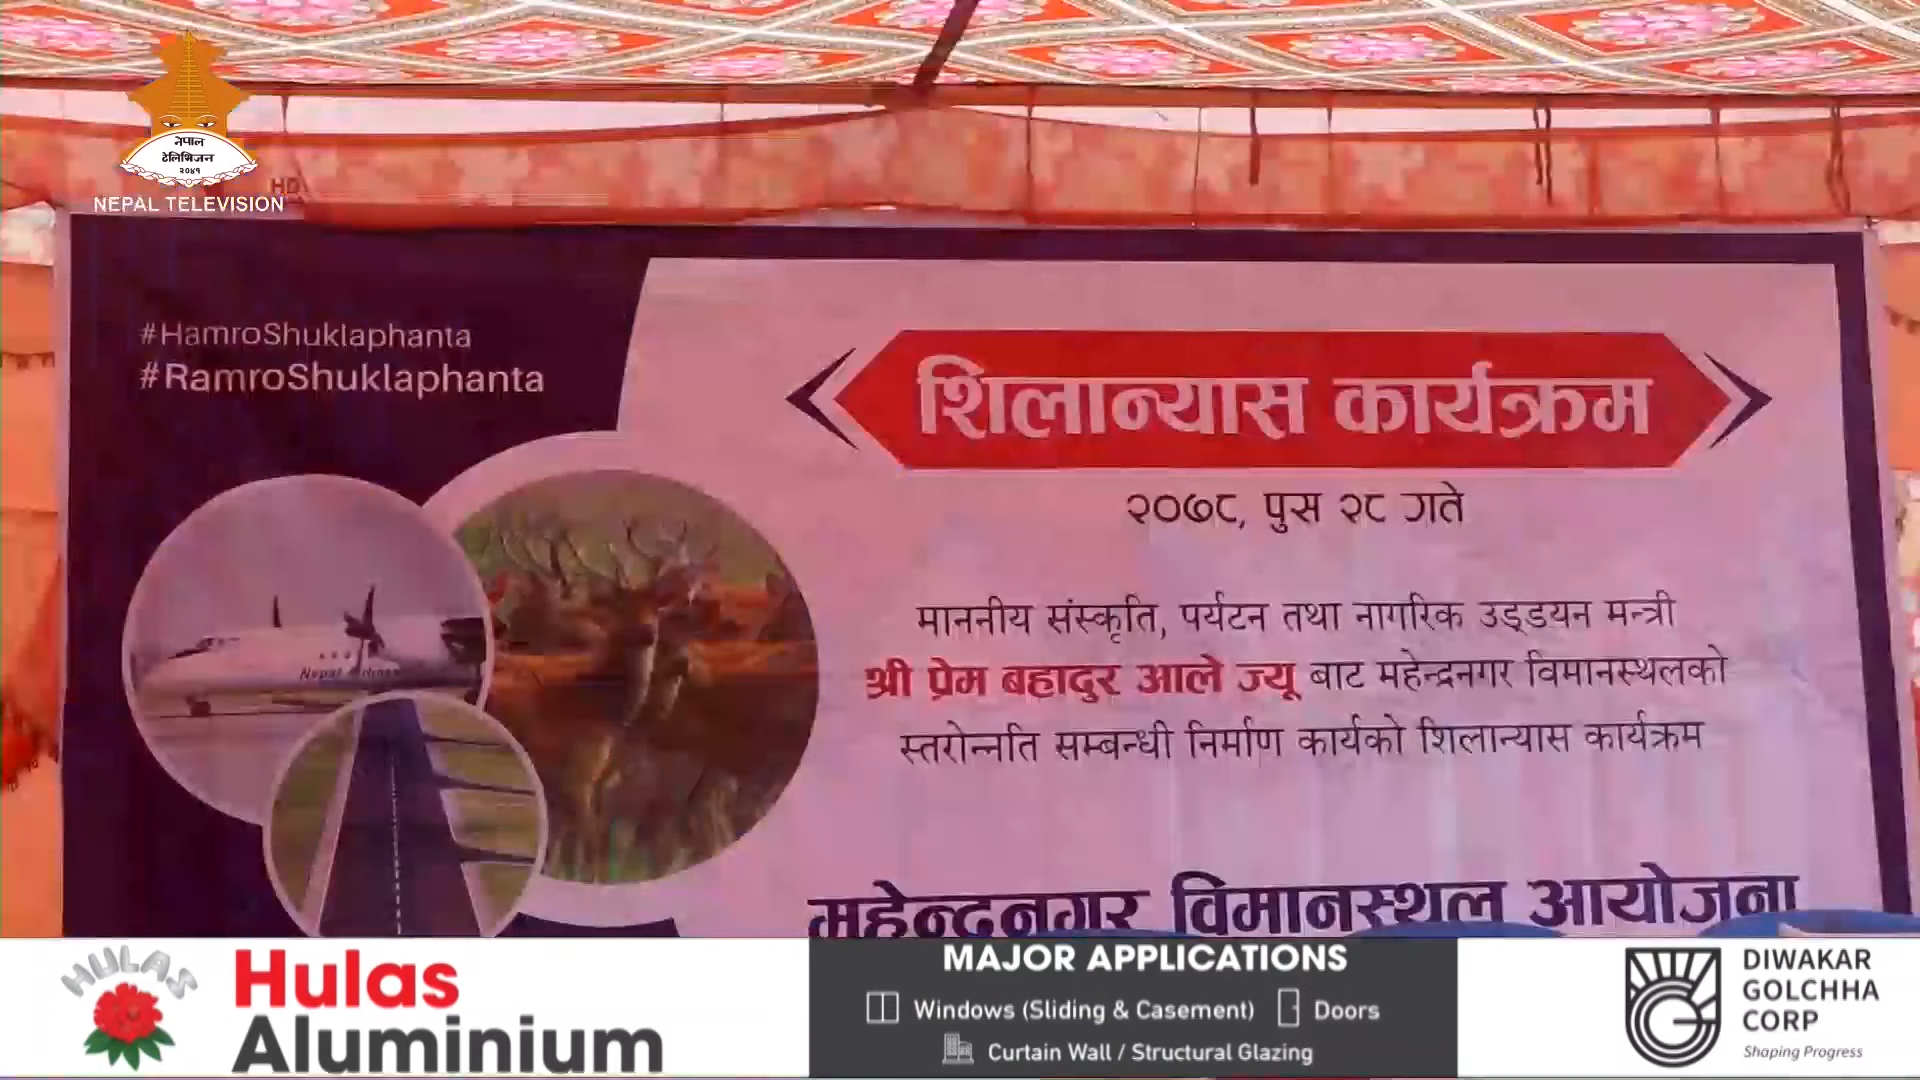 नेपाल
टेलिभिजन
२०४१
HD
NEPAL TELEVISION
#HamroShuklaphanta
#RamroShuklaphanta
शिलान्यास कार्यक्रम
२०७८, पुस २८ गते
माननीय संस्कृति, पर्यटन तथा नागरिक उड्डयन मन्त्री
श्री प्रेम बहादुर आले ज्यू बाट महेन्द्रनगर विमानस्थलको
स्तरोन्नति सम्बन्धी निर्माण कार्यको शिलान्यास कार्यक्रम
Nepal Airlines
महेन्द्रनगर विमानस्थल आयोजना
HULAS
Hulas
Aluminium
MAJOR APPLICATIONS
Windows (Sliding & Casement) Doors
Curtain Wall / Structural Glazing
DIWAKAR
GOLCHHA
CORP
Shaping Progress